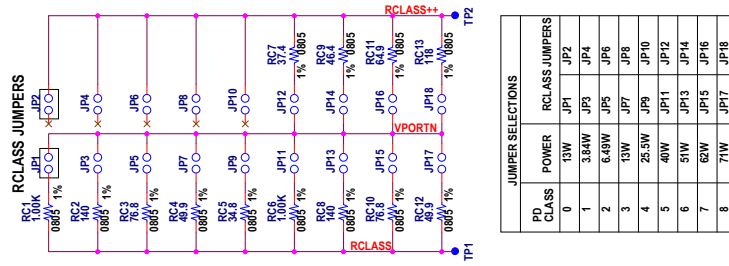 RCLASS JUMPERS
RCLASS++
TP2
JP2
JP4
JP6
JP8
JP10
RC7
37.4
1%
0805
JP12
RC9
46.4
1%
0805
JP14
RC11
64.9
1%
0805
JP16
RC13
118
1%
0805
JP18
VPORTN
JP1
RC1
1.00K
0805
1%
JP3
RC2
140
0805
1%
JP5
RC3
76.8
0805
1%
JP7
RC4
49.9
0805
1%
JP9
RC5
34.8
0805
1%
JP11
RC6
1.00K
0805
1%
JP13
RC8
140
0805
1%
JP15
RC10
76.8
0805
1%
JP17
RC12
49.9
0805
1%
RCLASS
TP1
JUMPER SELECTIONS
PD CLASS POWER RCLASS JUMPERS
0 13W JP1 JP2
1 3.84W JP3 JP4
2 6.49W JP5 JP6
3 13W JP7 JP8
4 25.5W JP9 JP10
5 40W JP11 JP12
6 51W JP13 JP14
7 62W JP15 JP16
8 71W JP17 JP18